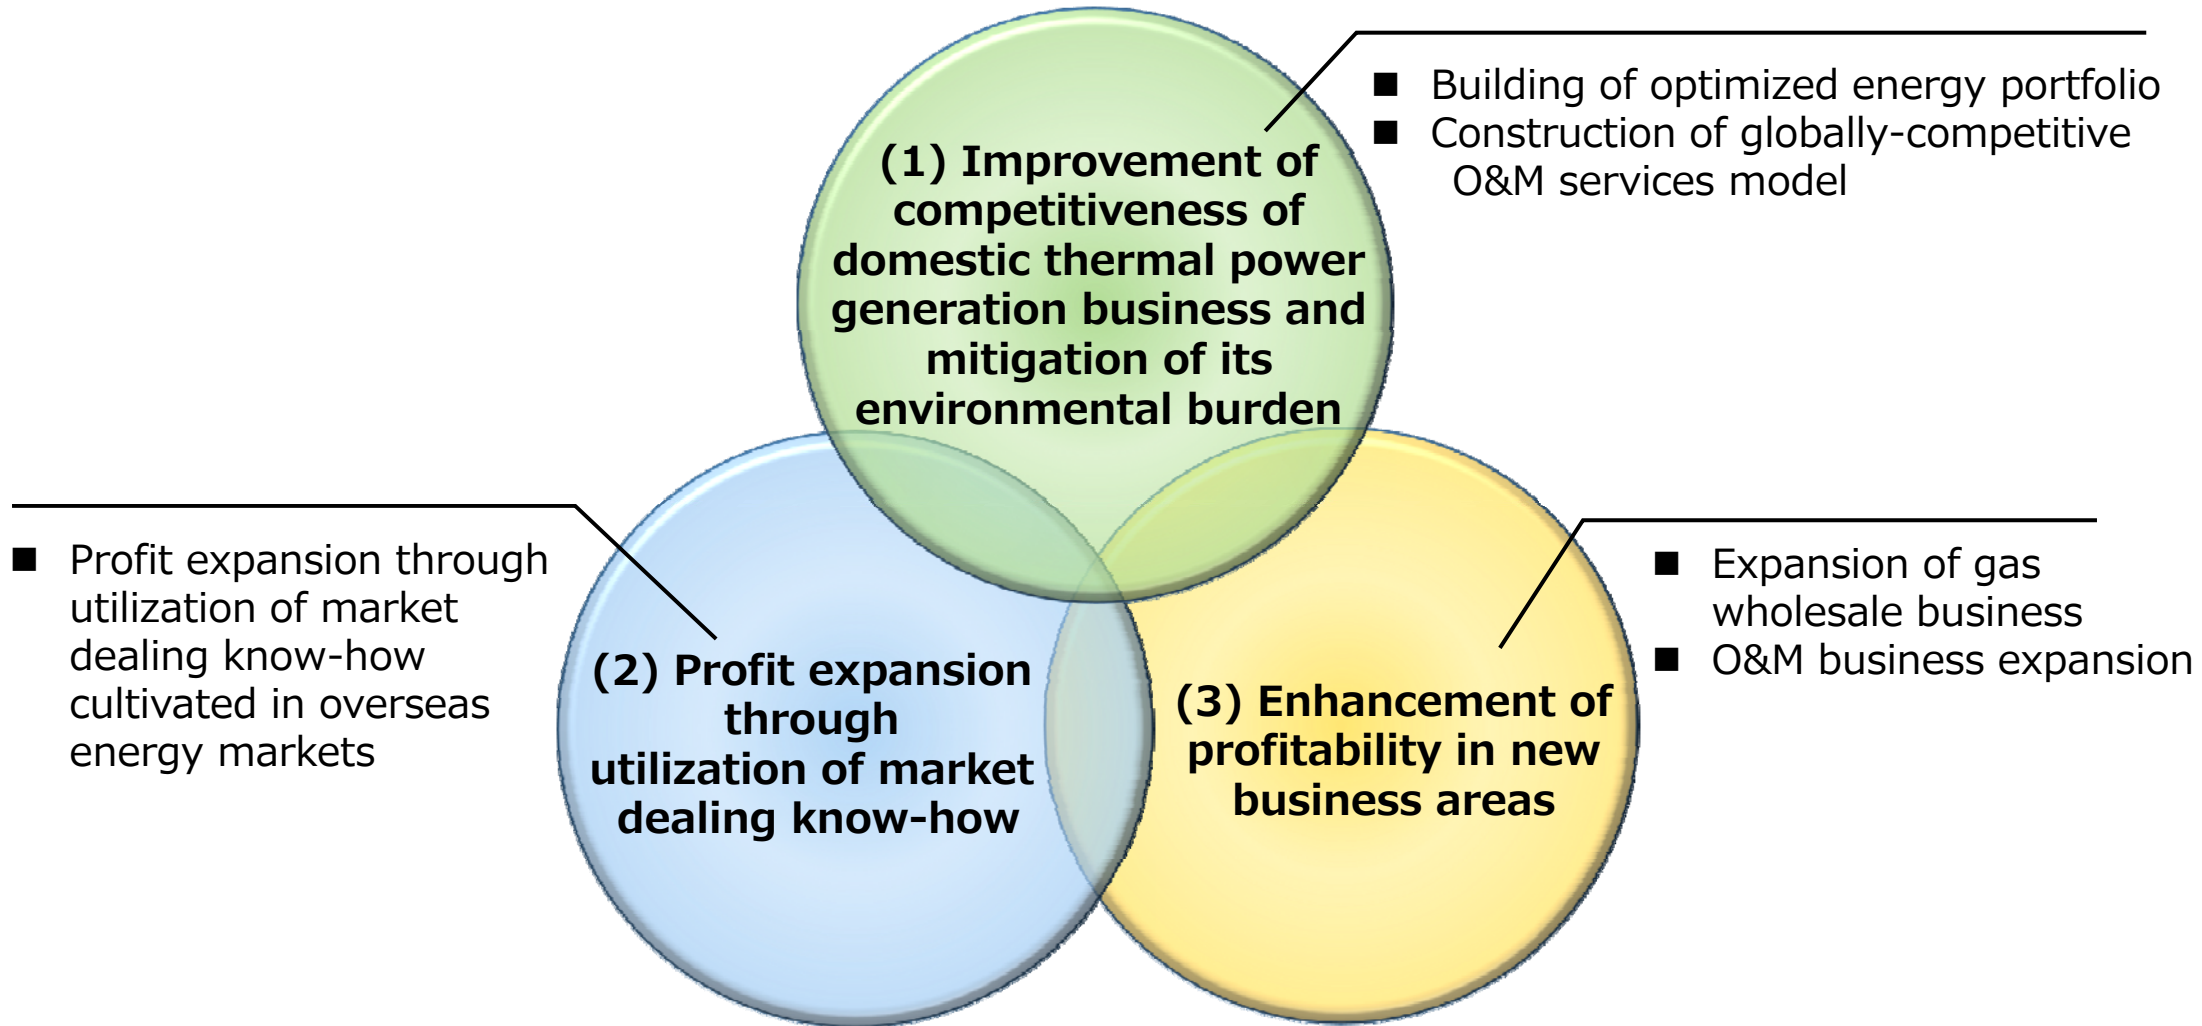 ■ Building of optimized energy portfolio
■ Construction of globally-competitive
O&M services model
(1) Improvement of
competitiveness of
domestic thermal power
generation business and
mitigation of its
environmental burden
■ Profit expansion through
utilization of market
dealing know-how
cultivated in overseas
energy markets
(2) Profit expansion
through
utilization of market
dealing know-how
■ Expansion of gas
wholesale business
■ O&M business expansion
(3) Enhancement of
profitability in new
business areas